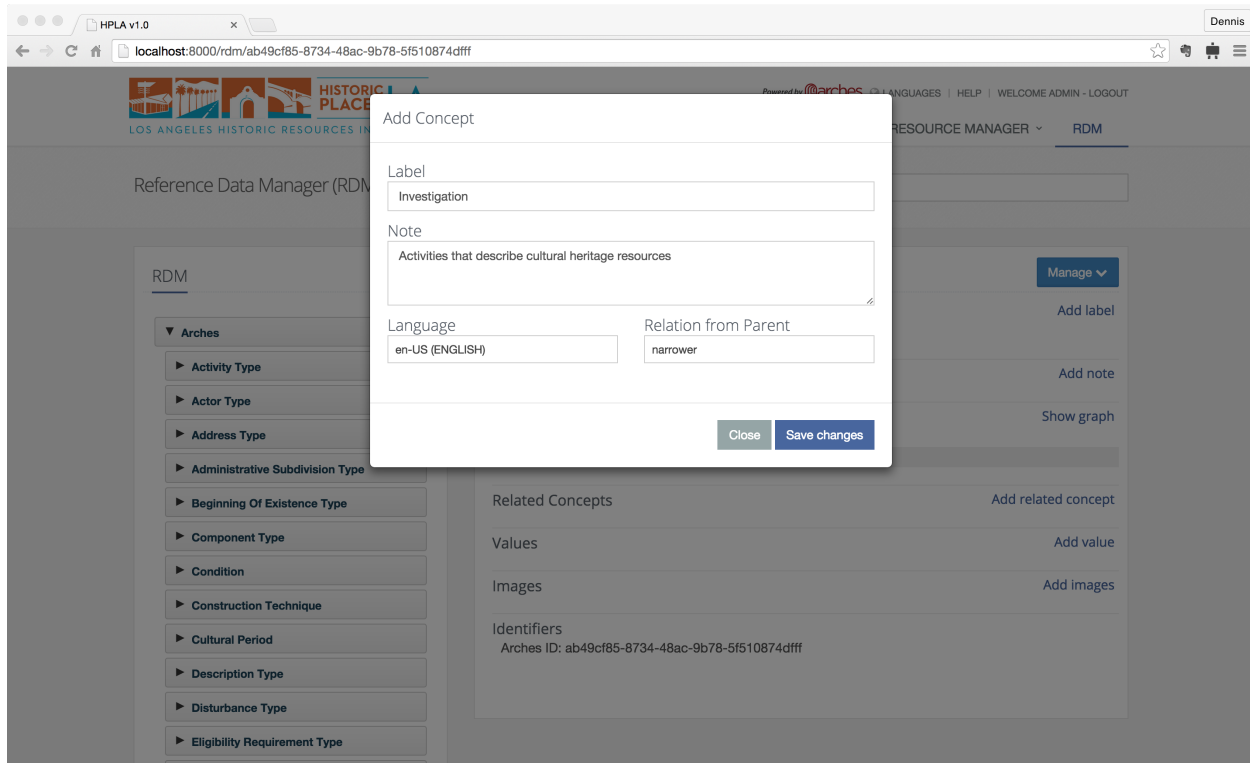 HPLA v1.0
Dennis
localhost:8000/rdm/ab49cf85-8734-48ac-9b78-5f510874dfff
HISTORIC LA
PLACE
LOS ANGELES HISTORIC RESOURCES IN
Powered by arches LANGUAGES | HELP | WELCOME ADMIN - LOGOUT
RESOURCE MANAGER RDM
Reference Data Manager (RDM
Add Concept
Label
Investigation
Note
Activities that describe cultural heritage resources
Language Relation from Parent
en-US (ENGLISH) narrower
Close Save changes
RDM
Arches
Activity Type
Actor Type
Address Type
Administrative Subdivision Type
Beginning Of Existence Type
Component Type
Condition
Construction Technique
Cultural Period
Description Type
Disturbance Type
Eligibility Requirement Type
Manage
Add label
Add note
Show graph
Related Concepts Add related concept
Values Add value
Images Add images
Identifiers
Arches ID: ab49cf85-8734-48ac-9b78-5f510874dfff